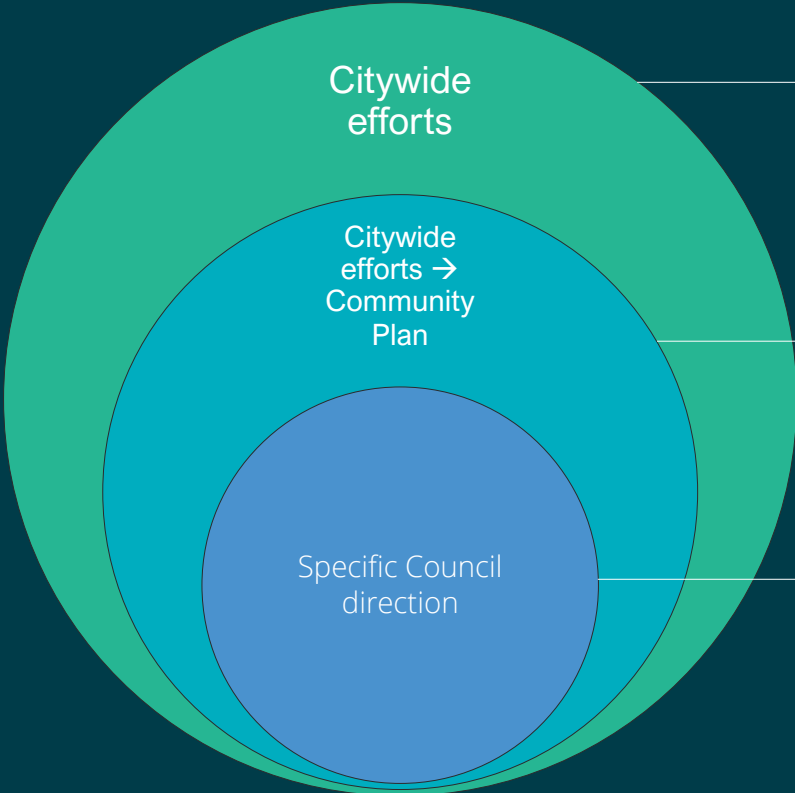 Citywide
efforts
Citywide
efforts →
Community
Plan
Specific Council
direction